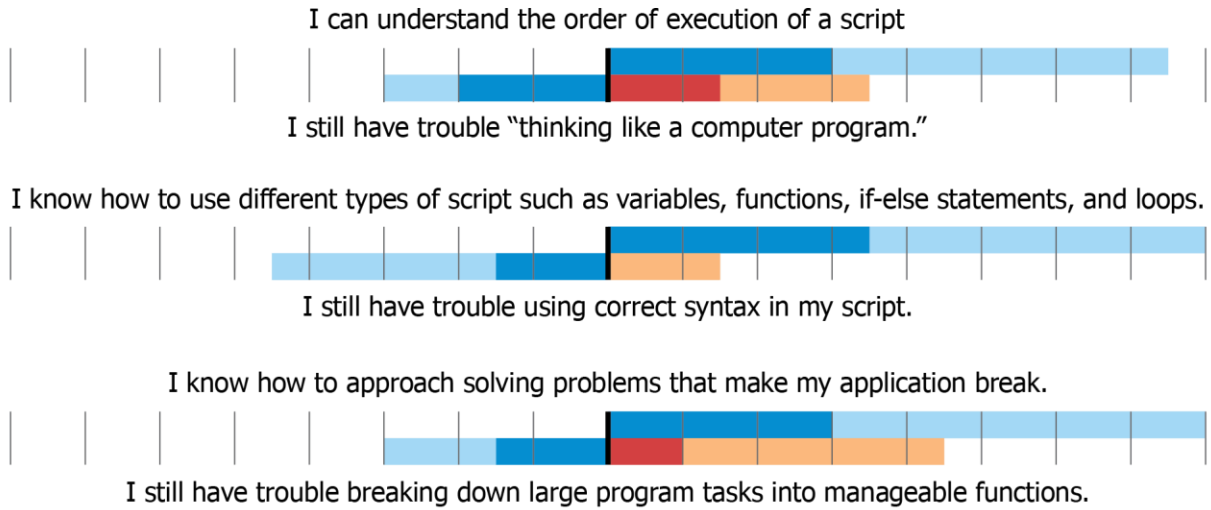 I can understand the order of execution of a script
I still have trouble “thinking like a computer program.”
I know how to use different types of script such as variables, functions, if-else statements, and loops.
I still have trouble using correct syntax in my script.
I know how to approach solving problems that make my application break.
I still have trouble breaking down large program tasks into manageable functions.